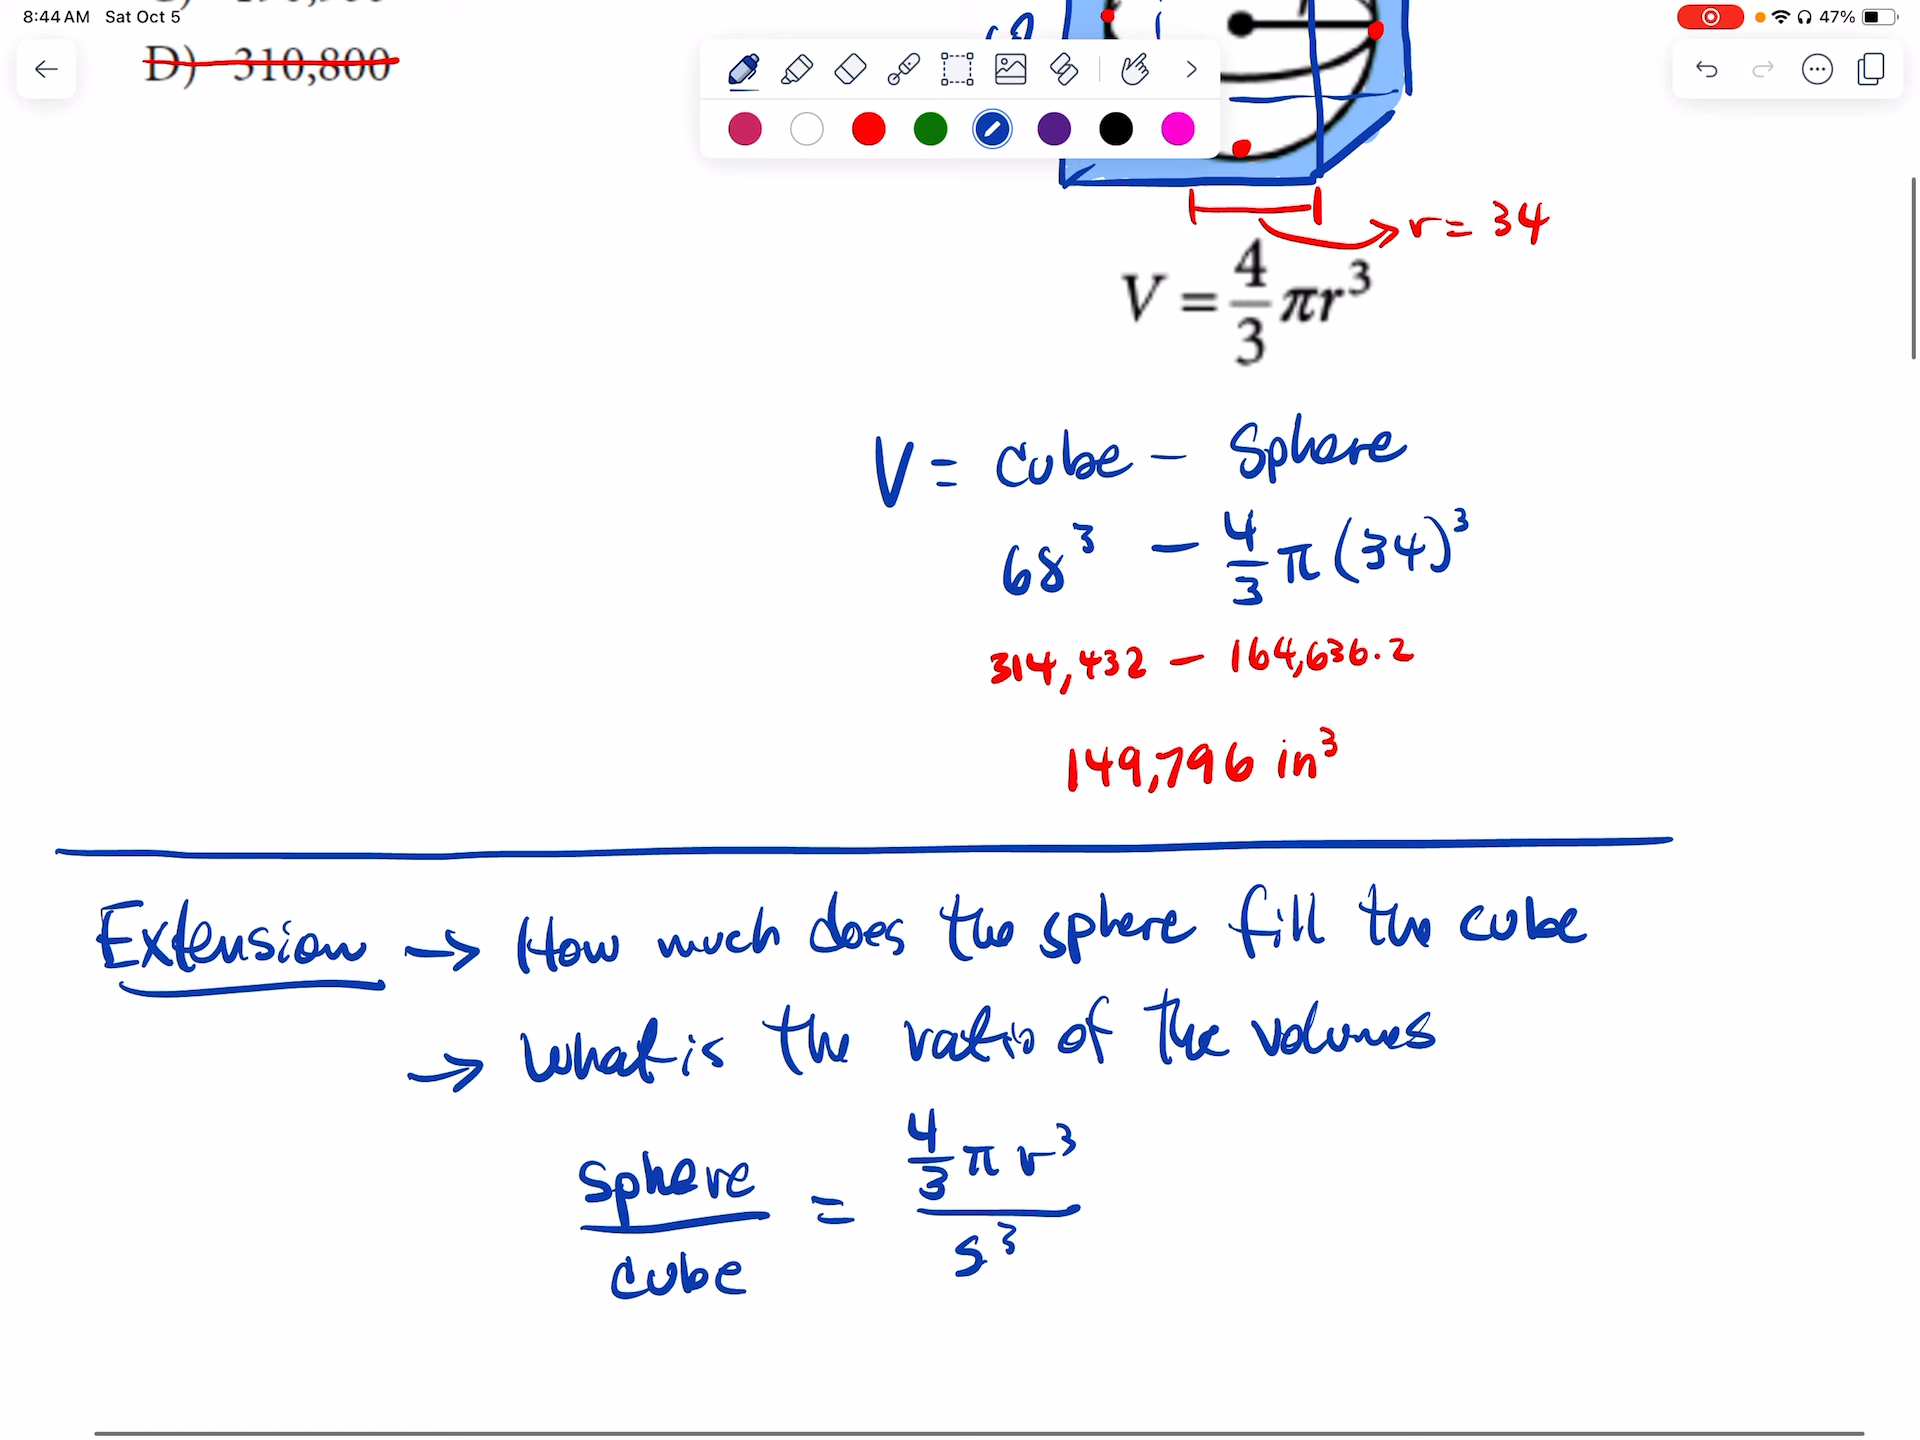 8:44 AM Sat Oct 5
47%
D) 310,800
r = 34
V = 4/3 πr³
V = Cube - Sphere
68³ - 4/3 π (34)³
314,432 - 164,636.2
149,796 in³
Extension → How much does the sphere fill the cube
→ What is the ratio of the volumes
sphere/cube = 4/3 π r³ / s³